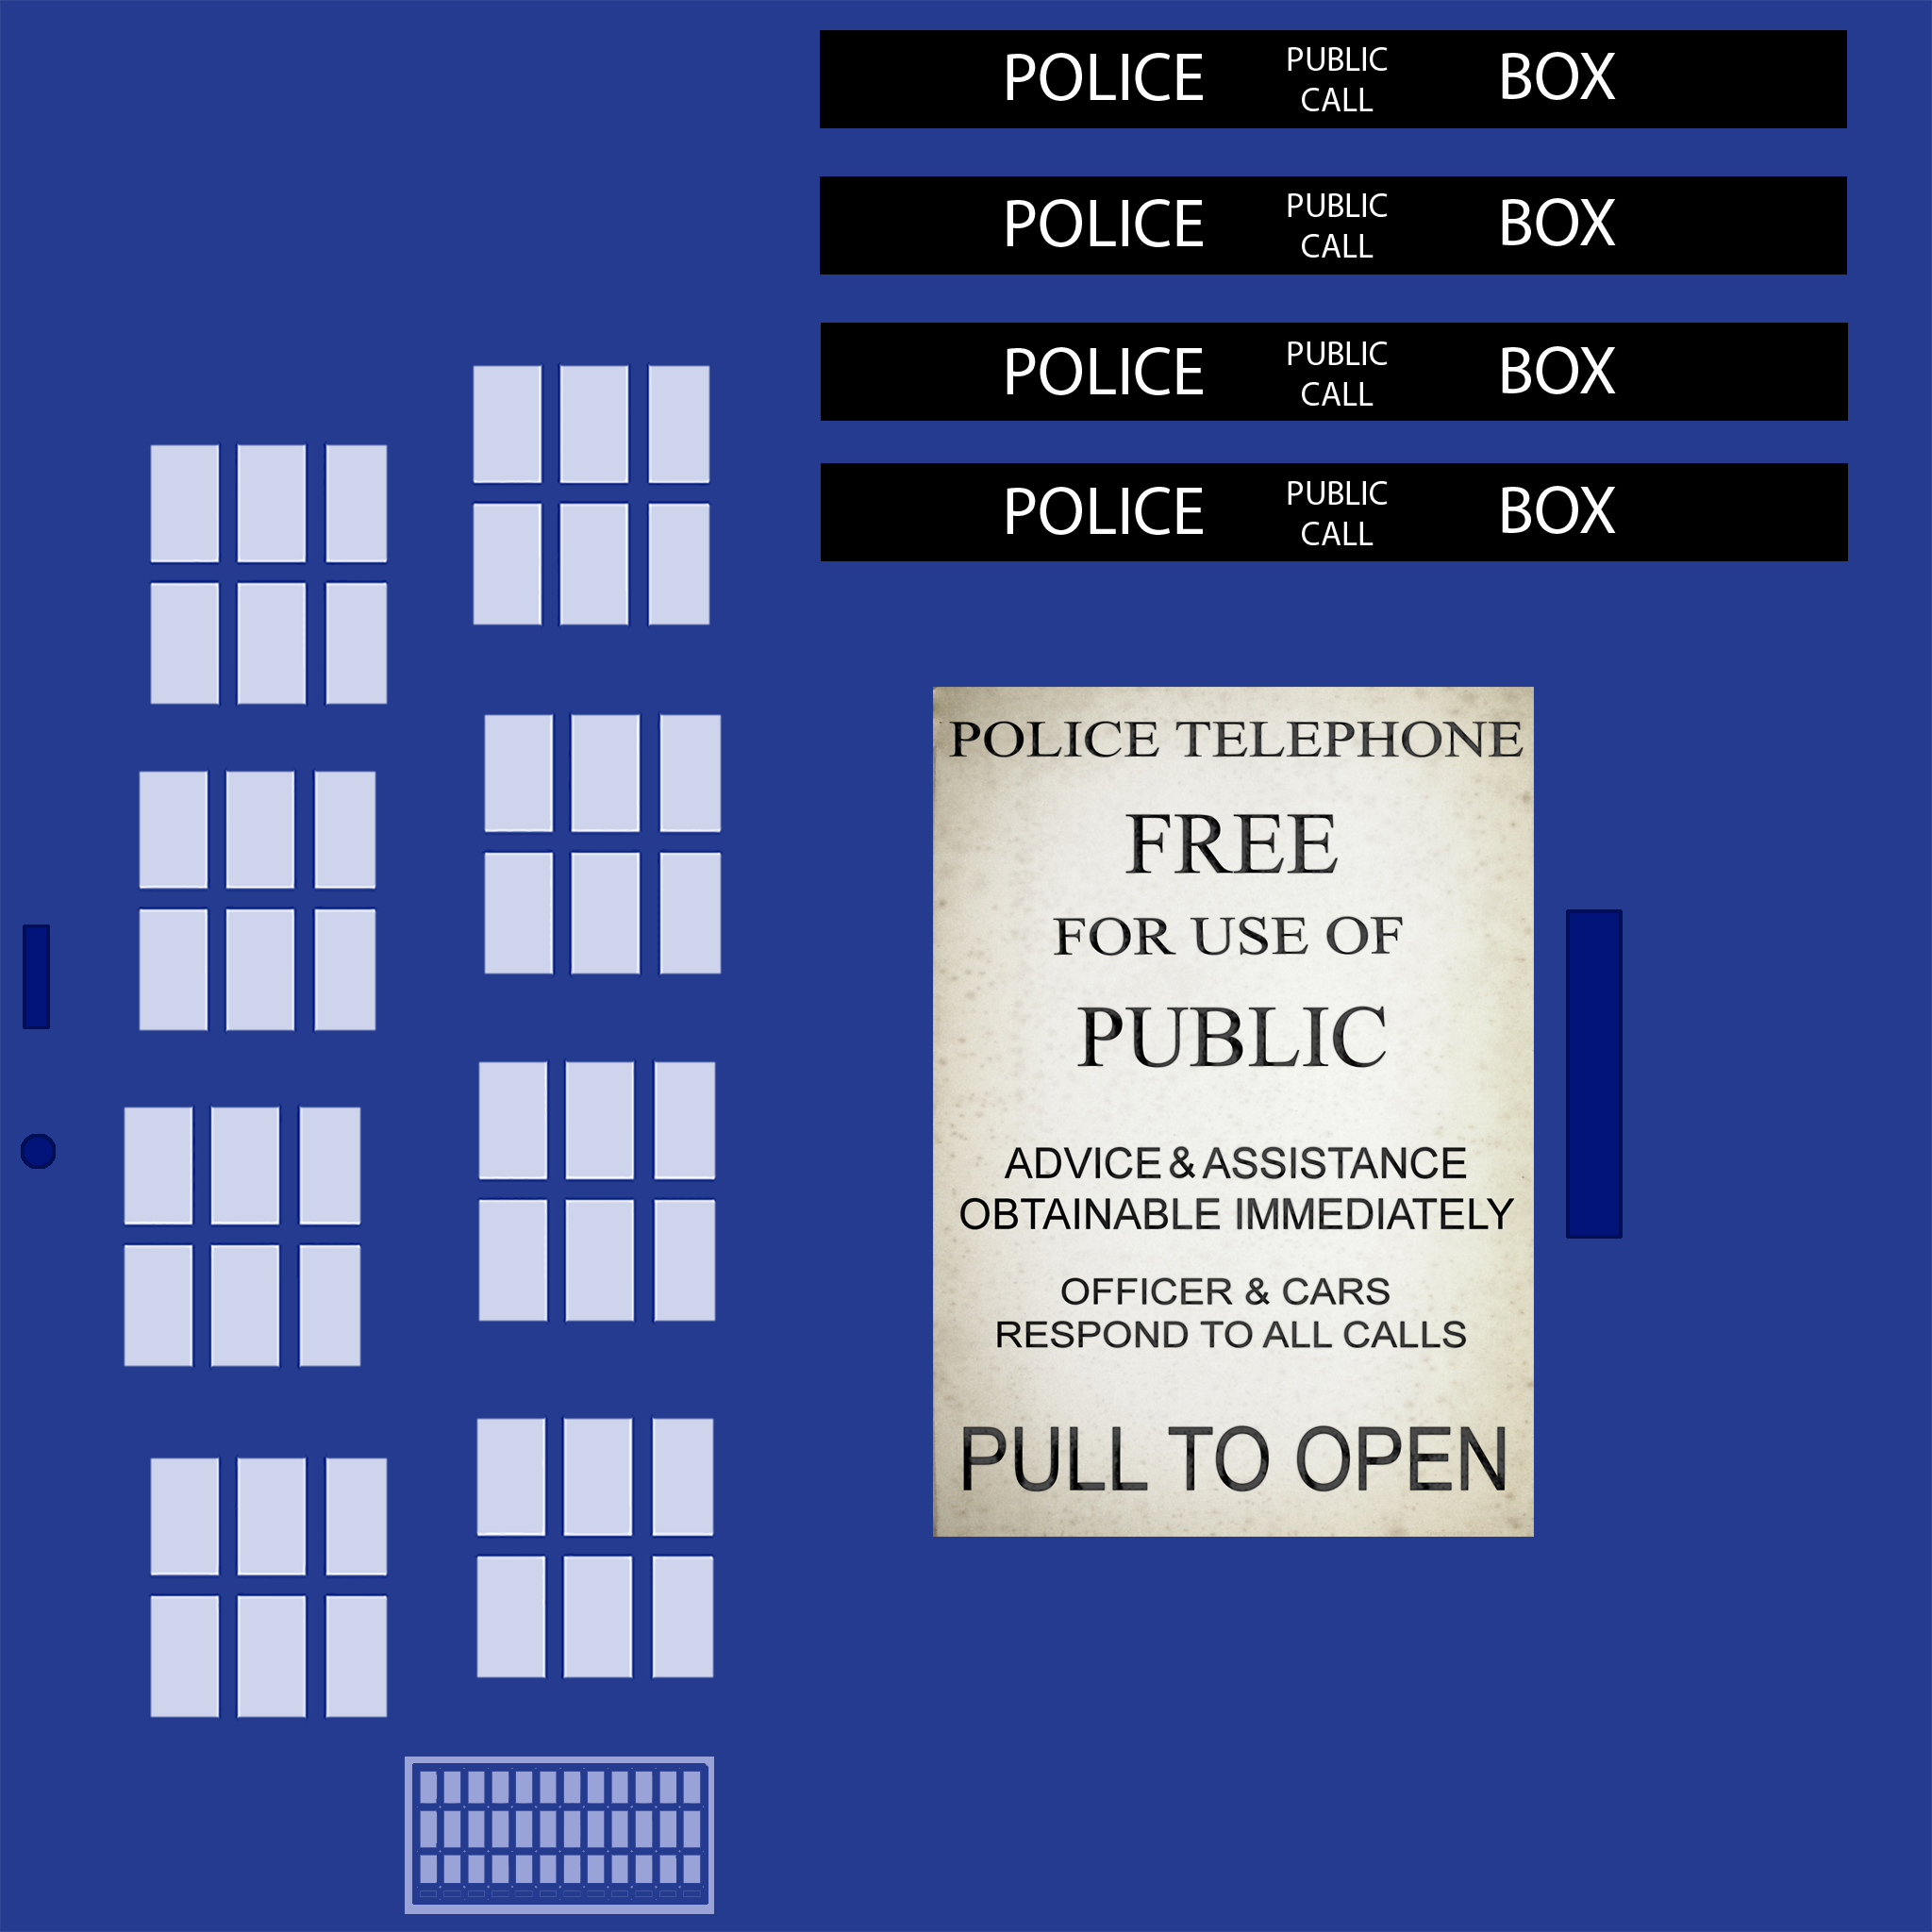 POLICE PUBLIC CALL BOX
POLICE PUBLIC CALL BOX
POLICE PUBLIC CALL BOX
POLICE PUBLIC CALL BOX
POLICE TELEPHONE
FREE
FOR USE OF
PUBLIC
ADVICE & ASSISTANCE
OBTAINABLE IMMEDIATELY
OFFICER & CARS
RESPOND TO ALL CALLS
PULL TO OPEN